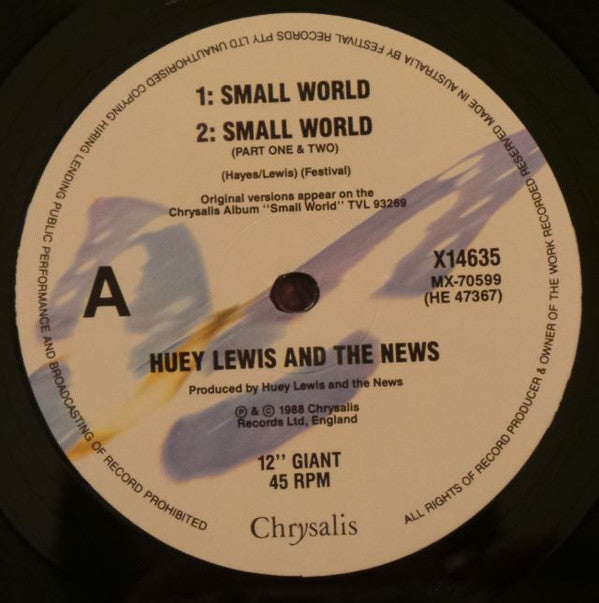 1: SMALL WORLD
2: SMALL WORLD
(PART ONE & TWO)
(Hayes/Lewis) (Festival)
Original versions appear on the
Chrysalis Album "Small World" TVL 93269
A
X14635
MX-70599
(HE 47367)
HUEY LEWIS AND THE NEWS
Produced by Huey Lewis and the News
Ⓟ & © 1988 Chrysalis
Records Ltd, England
12'' GIANT
45 RPM
Chrysalis
ALL RIGHTS OF RECORD PRODUCER & OWNER OF THE WORK RECORDED RESERVED MADE IN AUSTRALIA BY FESTIVAL RECORDS PTY LTD UNAUTHORISED COPYING HIRING LENDING PUBLIC PERFORMANCE AND BROADCASTING OF RECORD PROHIBITED